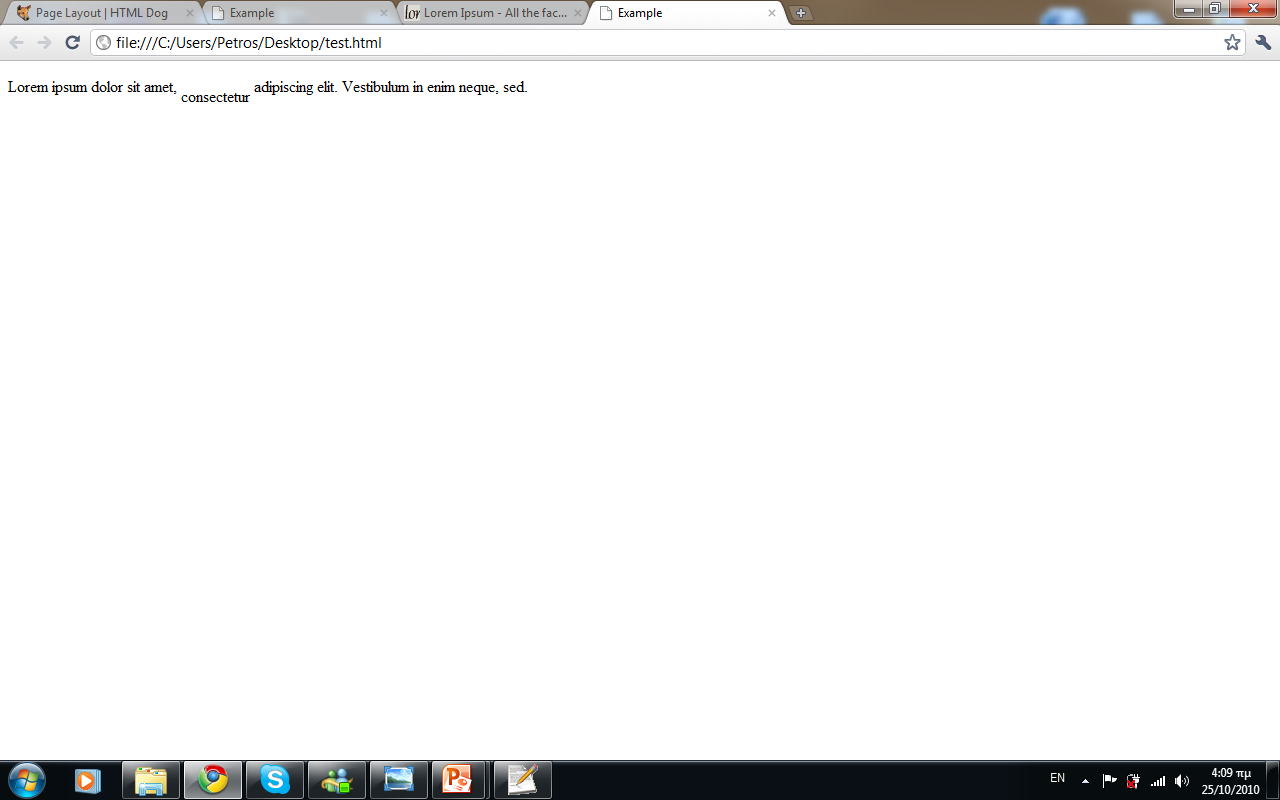 Page Layout | HTML Dog
Example
Lorem Ipsum - All the fac...
Example
file:///C:/Users/Petros/Desktop/test.html
Lorem ipsum dolor sit amet, consectetur adipiscing elit. Vestibulum in enim neque, sed.
EN
4:09 πμ
25/10/2010